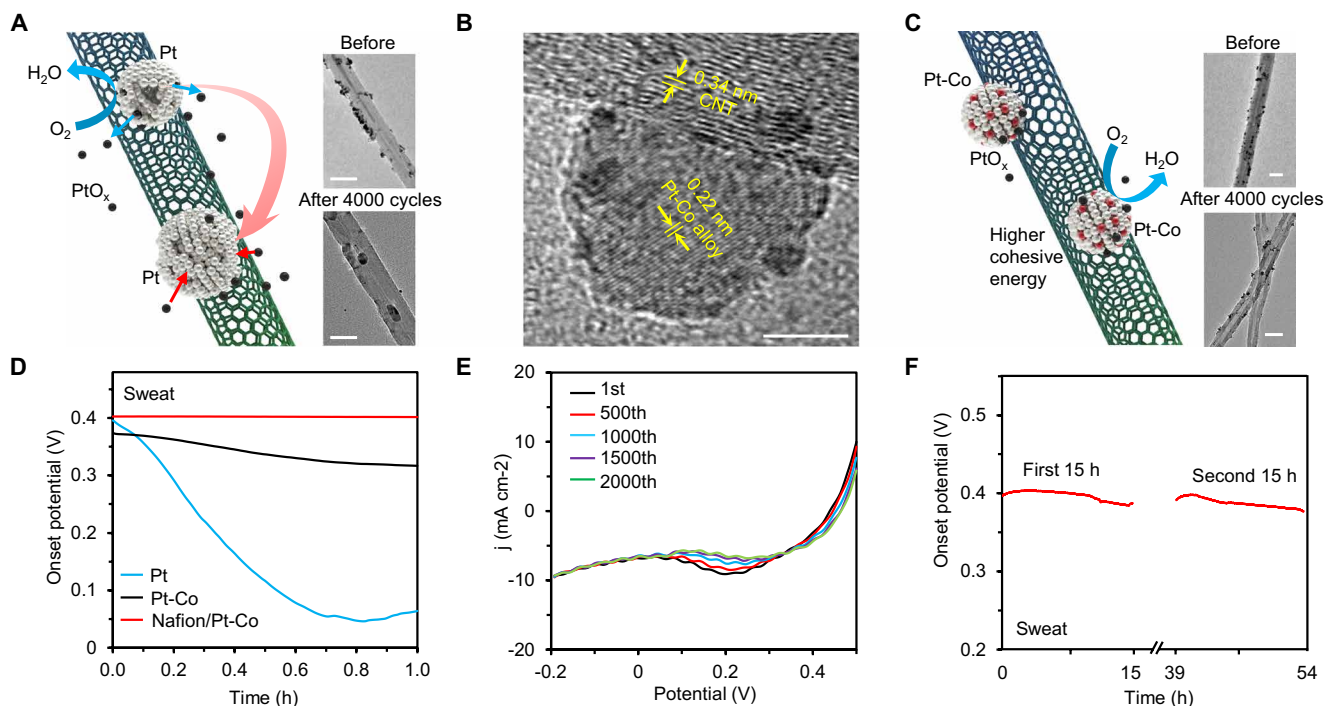 A
Pt
H₂O
O₂
PtOₓ
Pt
Before
After 4000 cycles
B
0.34 nm
CNT
0.22 nm
Pt-Co alloy
C
Pt-Co
PtOₓ
O₂
H₂O
Pt-Co
Higher
cohesive
energy
Before
After 4000 cycles
D
Sweat
Onset potential (V)
0.4
0.3
0.2
0.1
0
Pt
Pt-Co
Nafion/Pt-Co
0.0 0.2 0.4 0.6 0.8 1.0
Time (h)
E
j (mA cm-2)
20
10
0
-10
-20
1st
500th
1000th
1500th
2000th
-0.2 0 0.2 0.4
Potential (V)
F
Onset potential (V)
0.5
0.4
0.3
0.2
First 15 h
Second 15 h
Sweat
0 15 39 54
Time (h)